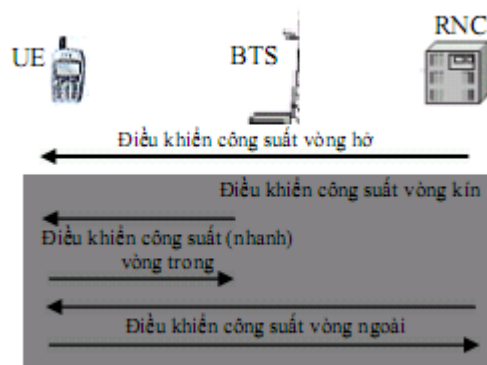 UE
BTS
RNC
Điều khiển công suất vòng hở
Điều khiển công suất vòng kín
Điều khiển công suất (nhanh)
vòng trong
Điều khiển công suất vòng ngoài